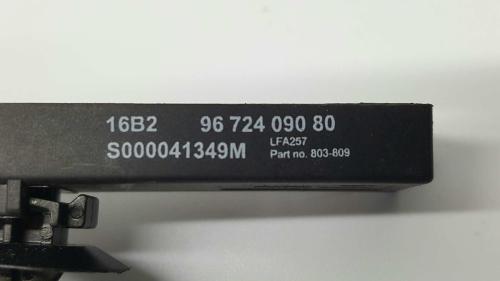 16B2 96 724 090 80
S000041349M LFA257
Part no. 803-809